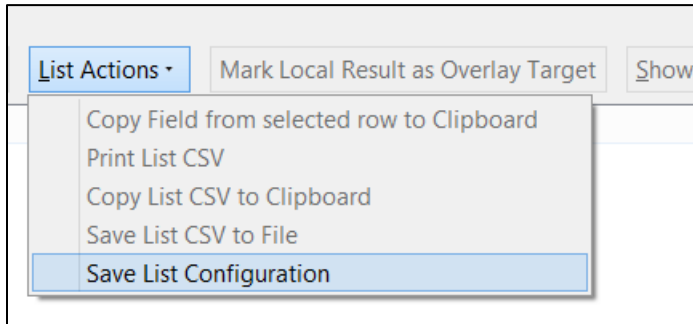 List Actions Mark Local Result as Overlay Target Show
Copy Field from selected row to Clipboard
Print List CSV
Copy List CSV to Clipboard
Save List CSV to File
Save List Configuration